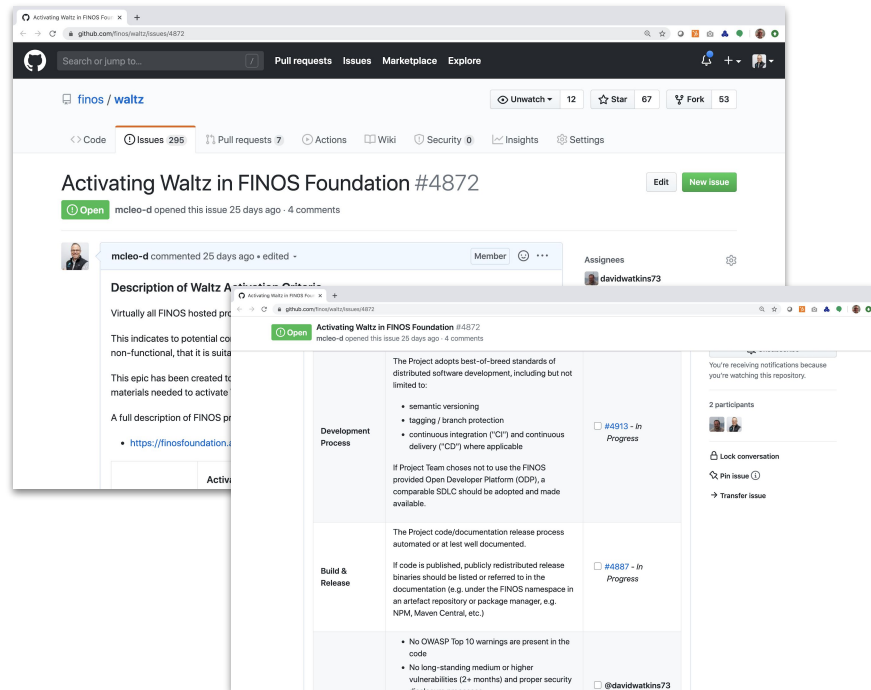 Activating Waltz in FINOS Foun
github.com/finos/waltz/issues/4872
Search or jump to...
/
Pull requests Issues Marketplace Explore
finos / waltz
Unwatch 12
Star 67
Fork 53
Code
Issues 295
Pull requests 7
Actions
Wiki
Security 0
Insights
Settings
Activating Waltz in FINOS Foundation #4872
Edit
New issue
Open
mcleo-d opened this issue 25 days ago · 4 comments
mcleo-d commented 25 days ago • edited
Member
Assignees
davidwatkins73
Description of Waltz Activation Criteria
Virtually all FINOS hosted
This indicates to potential
non-functional, that it is
This epic has been created to
materials needed to activate
A full description of FINOS
• https://finosfoundation.
Activating Waltz in FINOS Foun
github.com/finos/waltz/issues/4872
Open
Activating Waltz in FINOS Foundation #4872
mcleo-d opened this issue 25 days ago · 4 comments
Development
Process
The Project adopts best-of-breed standards of
distributed software development, including but not
limited to:
• semantic versioning
• tagging / branch protection
• continuous integration ("CI") and continuous
delivery ("CD") where applicable
If Project Team choses not to use the FINOS
provided Open Developer Platform (ODP), a
comparable SDLC should be adopted and made
available.
#4913 - In
Progress
Build &
Release
The Project code/documentation release process
automated or at lest well documented.
If code is published, publicly redistributed release
binaries should be listed or referred to in the
documentation (e.g. under the FINOS namespace in
an artefact repository or package manager, e.g.
NPM, Maven Central, etc.)
#4887 - In
Progress
• No OWASP Top 10 warnings are present in the
code
• No long-standing medium or higher
vulnerabilities (2+ months) and proper security
@davidwatkins73
You're receiving notifications because
you're watching this repository.
2 participants
Lock conversation
Pin issue
Transfer issue